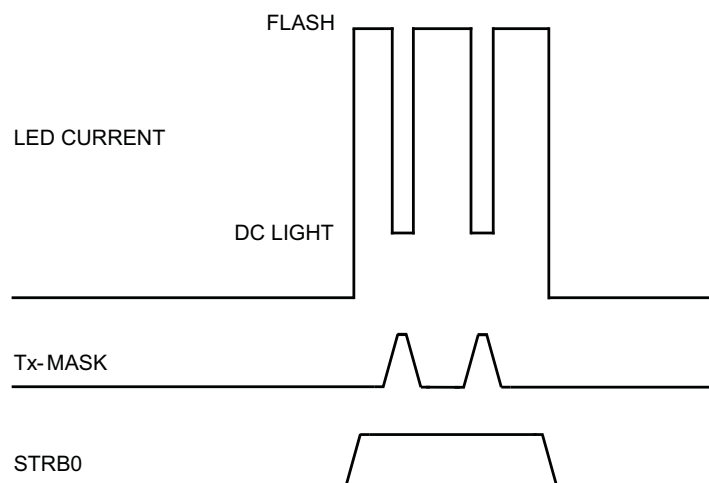 FLASH
LED CURRENT
DC LIGHT
Tx-MASK
STRB0